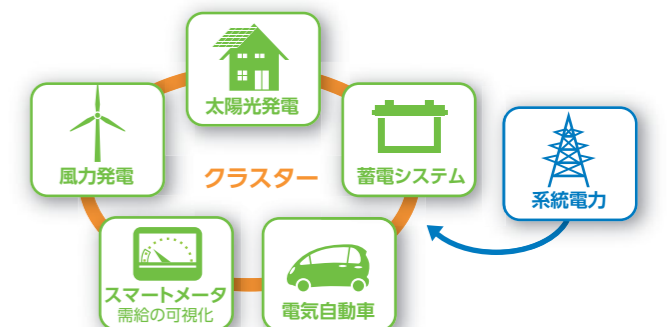 太陽光発電
風力発電
クラスター
蓄電システム
系統電力
スマートメータ
需給の可視化
電気自動車